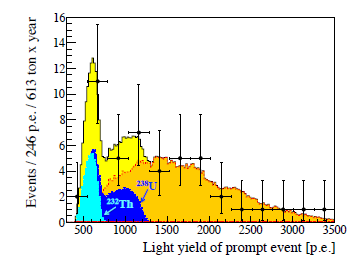 Events / 246 p.e. / 613 ton x year
16
14
12
10
8
6
4
2
0
238U
232Th
500 1000 1500 2000 2500 3000 3500
Light yield of prompt event [p.e.]